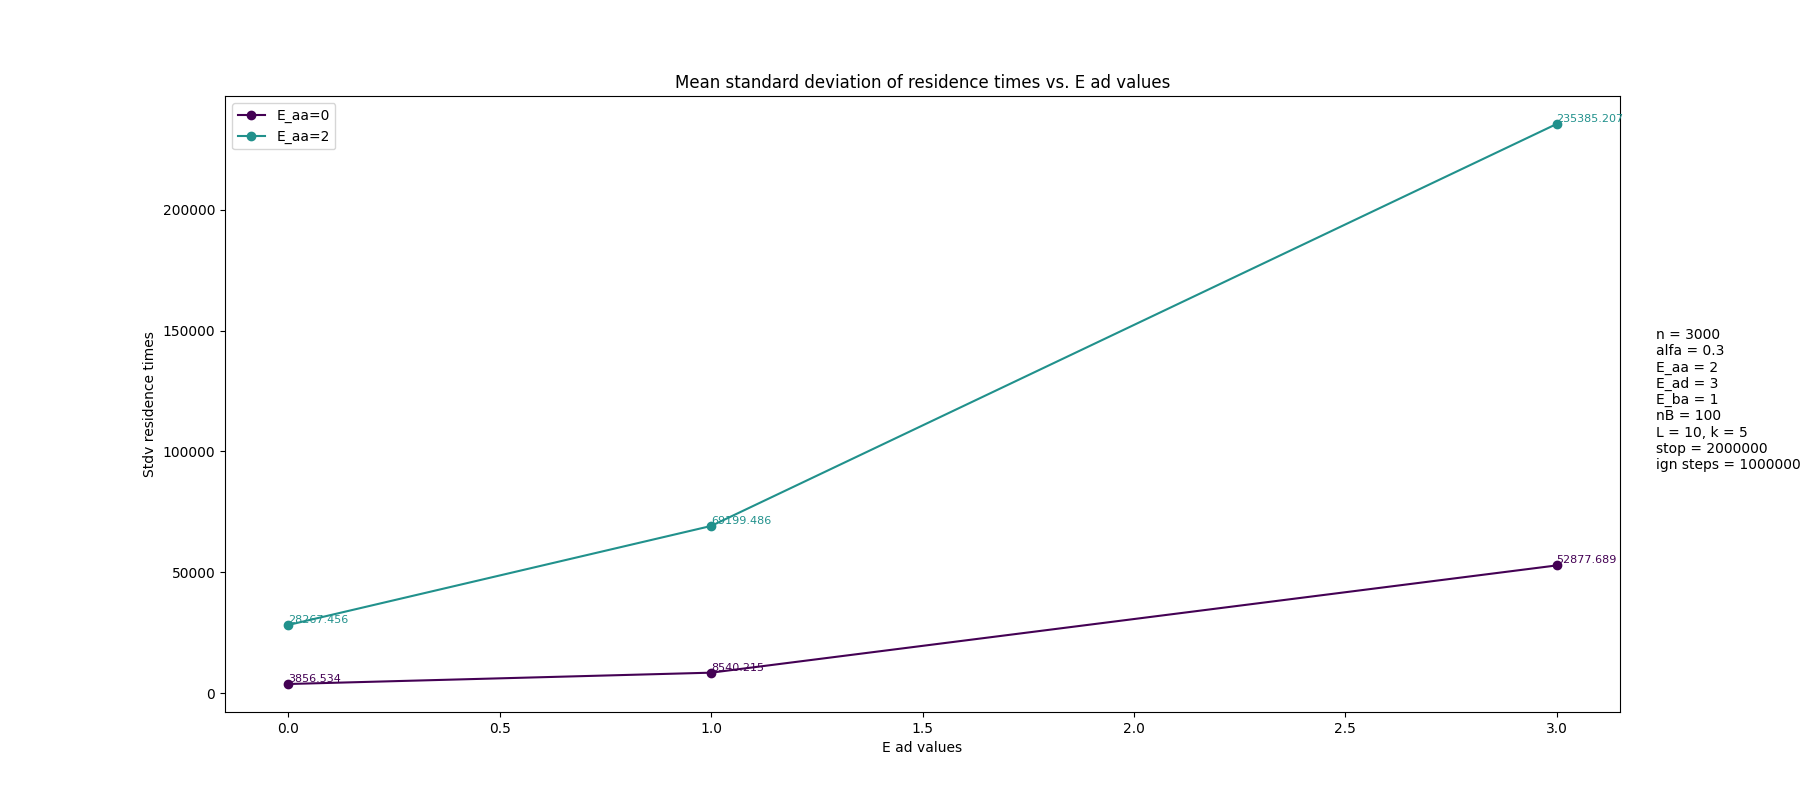 Mean standard deviation of residence times vs. E ad values
E_aa=0
E_aa=2
235385.207
200000
150000
100000
50000
0
Stdv residence times
69199.486
52877.689
28267.456
8540.215
3856.534
0.0
0.5
1.0
1.5
2.0
2.5
3.0
E ad values
n = 3000
alfa = 0.3
E_aa = 2
E_ad = 3
E_ba = 1
nB = 100
L = 10, k = 5
stop = 2000000
ign steps = 1000000